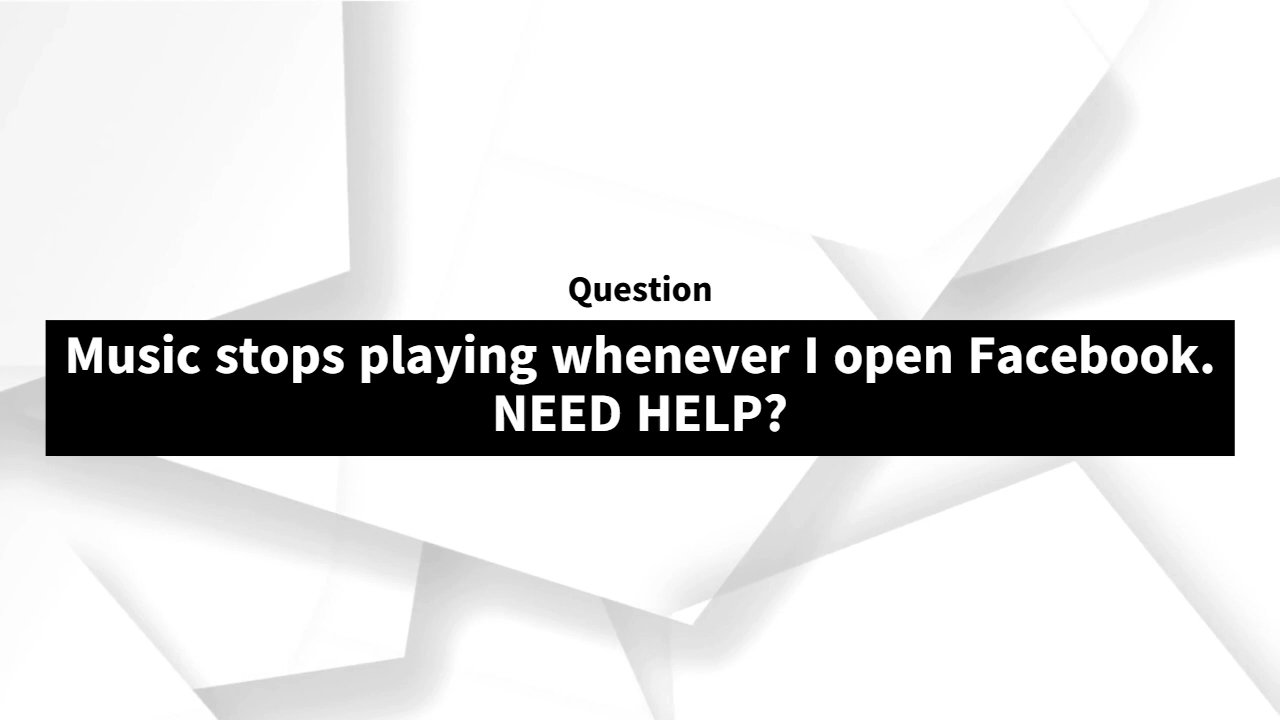 Question
Music stops playing whenever I open Facebook.
NEED HELP?